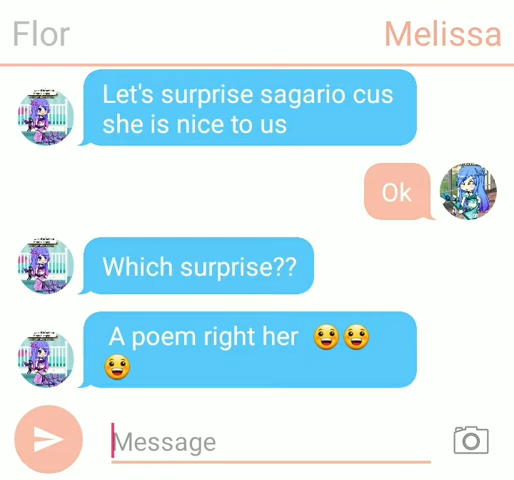 Flor
Melissa
Let's surprise sagario cus
she is nice to us
Ok
Which surprise??
A poem right her 😀😀
😀
Message